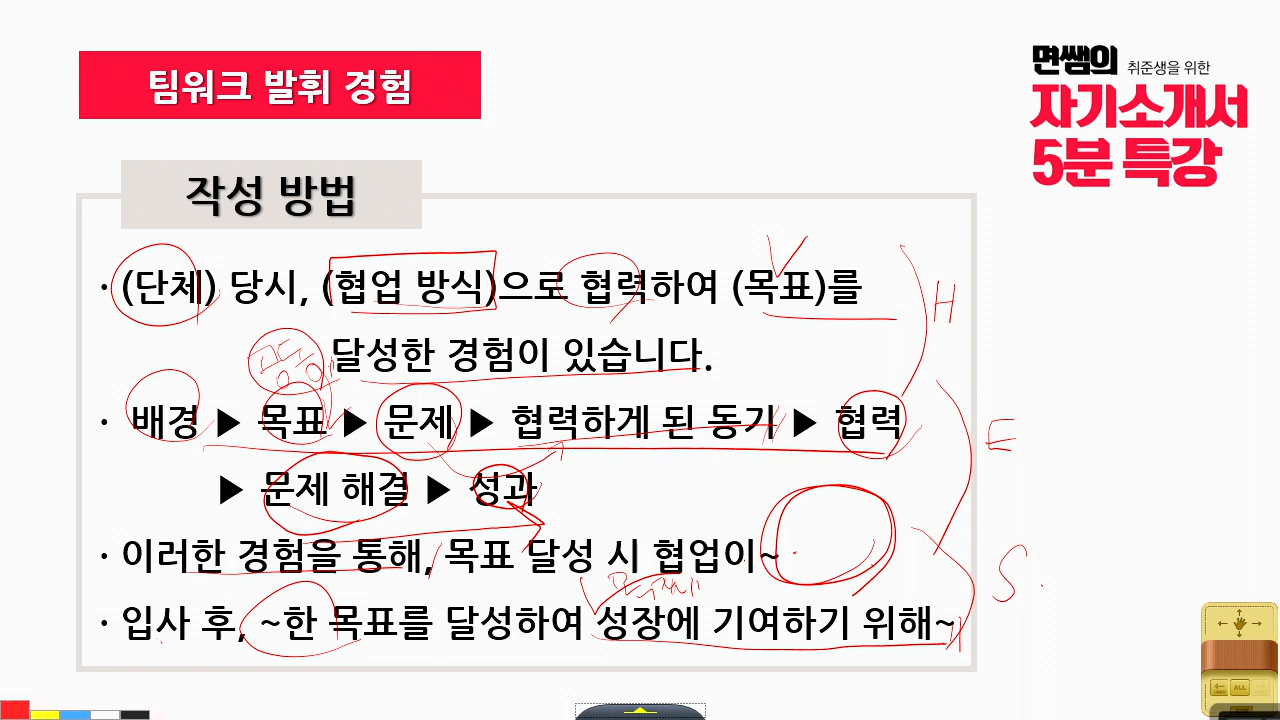 팀워크 발휘 경험
면쌤의 취준생을 위한
자기소개서
5분 특강
작성 방법
· (단체) 당시, (협업 방식)으로 협력하여 (목표)를
공동 달성한 경험이 있습니다.
· 배경 ▶ 목표 ▶ 문제 ▶ 협력하게 된 동기 ▶ 협력
▶ 문제 해결 ▶ 성과
· 이러한 경험을 통해, 목표 달성 시 협업이~
· 입사 후, ~한 목표를 달성하여 성장에 기여하기 위해~
H
E
S.
ALL